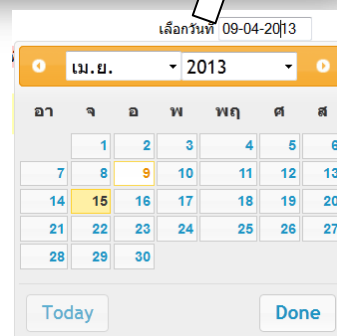 เลือกวันที่ 09-04-2013
เม.ย. 2013
อา จ อ พ พฤ ศ ส
1 2 3 4 5 6
7 8 9 10 11 12 13
14 15 16 17 18 19 20
21 22 23 24 25 26 27
28 29 30
Today Done